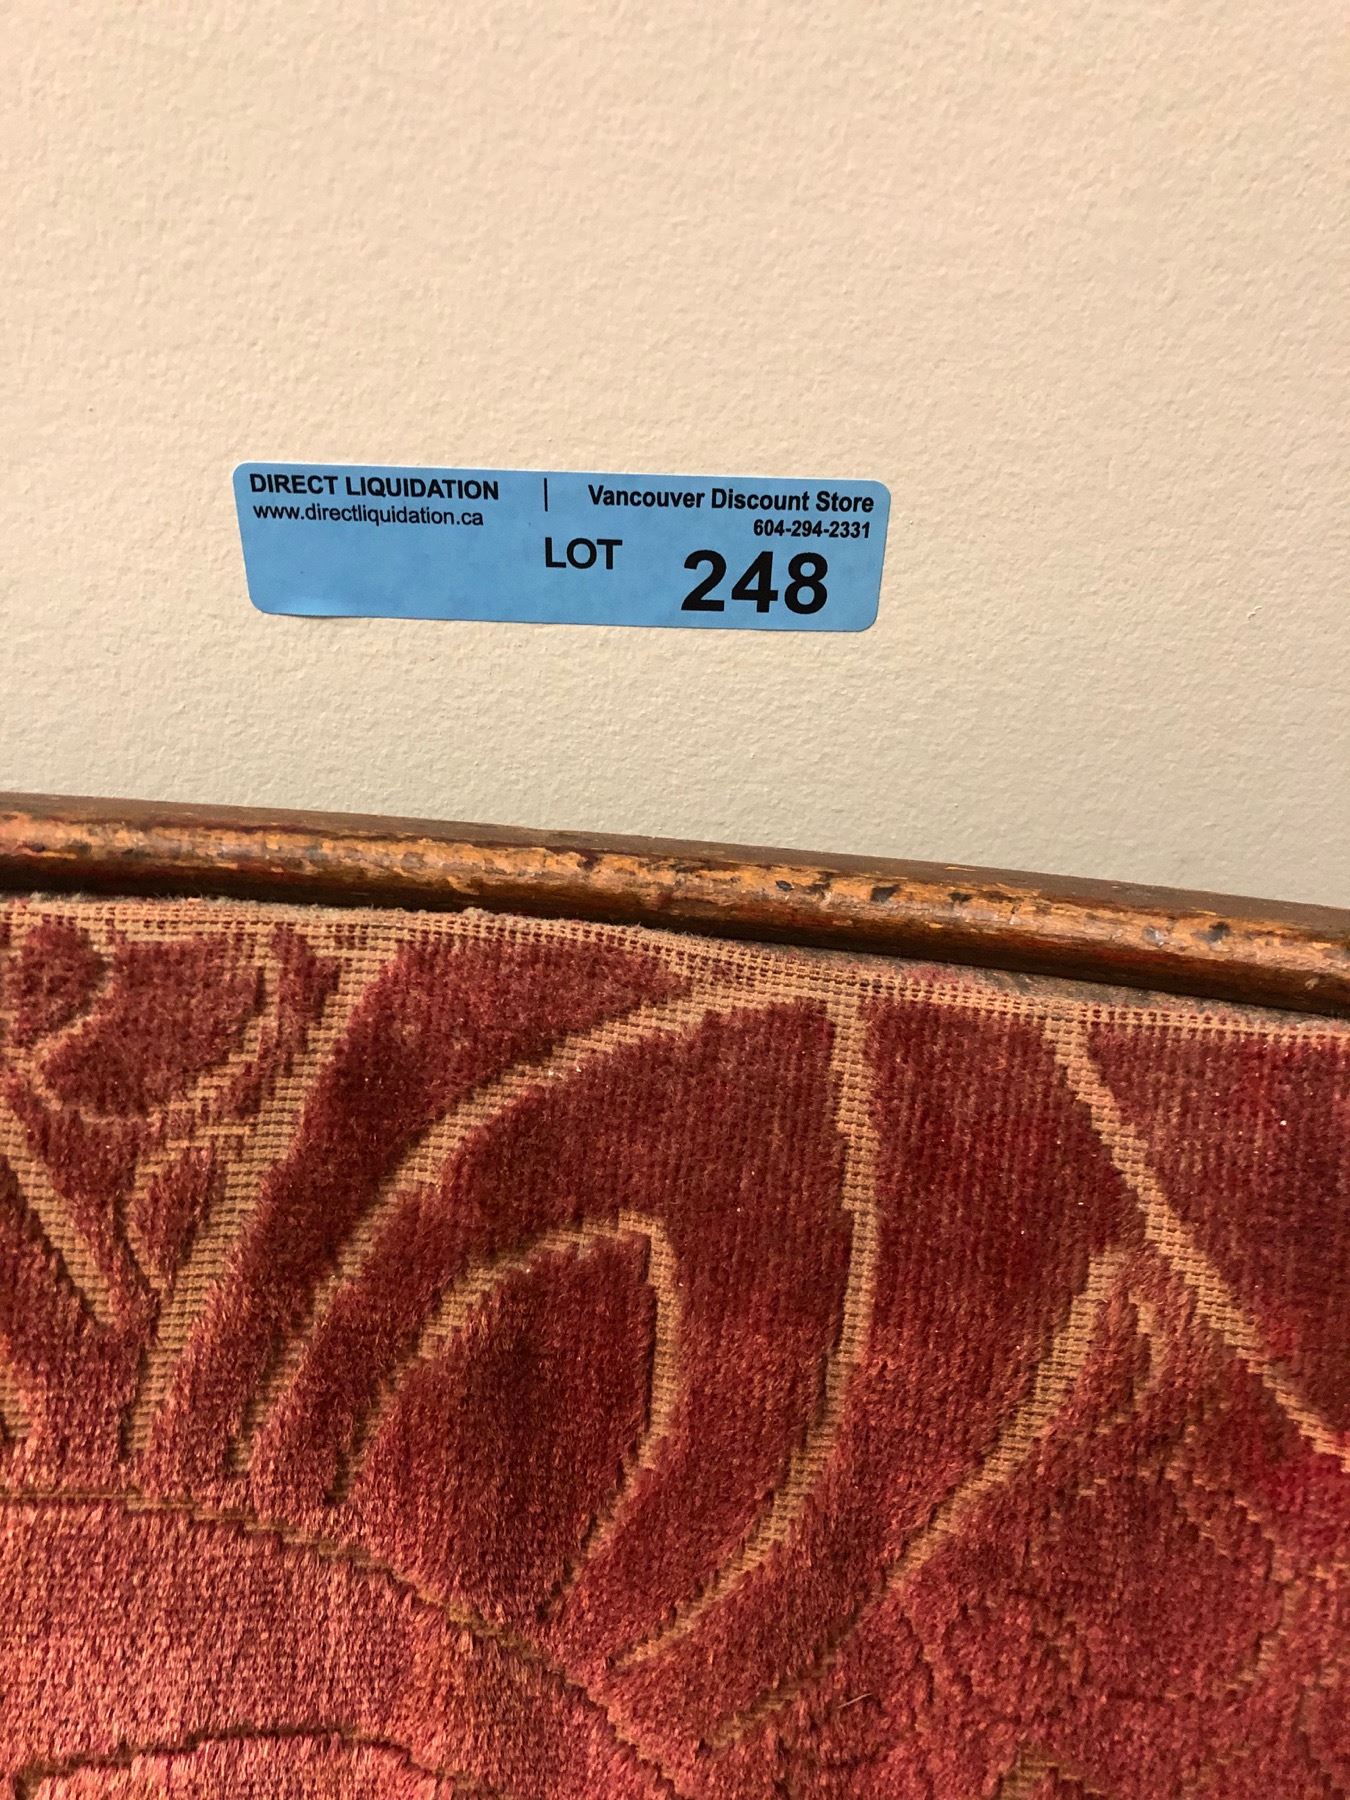 DIRECT LIQUIDATION | Vancouver Discount Store
www.directliquidation.ca 604-294-2331
LOT 248